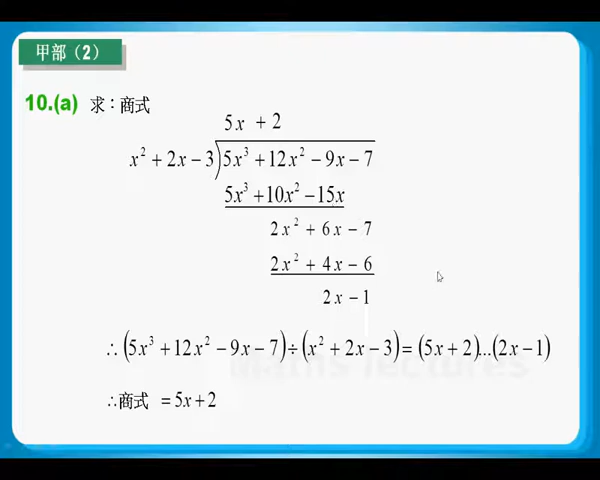 甲部（2）
10.(a) 求：商式
5x + 2
x² + 2x − 3)5x³ + 12x² − 9x − 7
5x³ + 10x² − 15x
2x² + 6x − 7
2x² + 4x − 6
2x − 1
∴ (5x³ + 12x² − 9x − 7) ÷ (x² + 2x − 3) = (5x + 2)...(2x − 1)
Maths lectures
∴商式 = 5x + 2